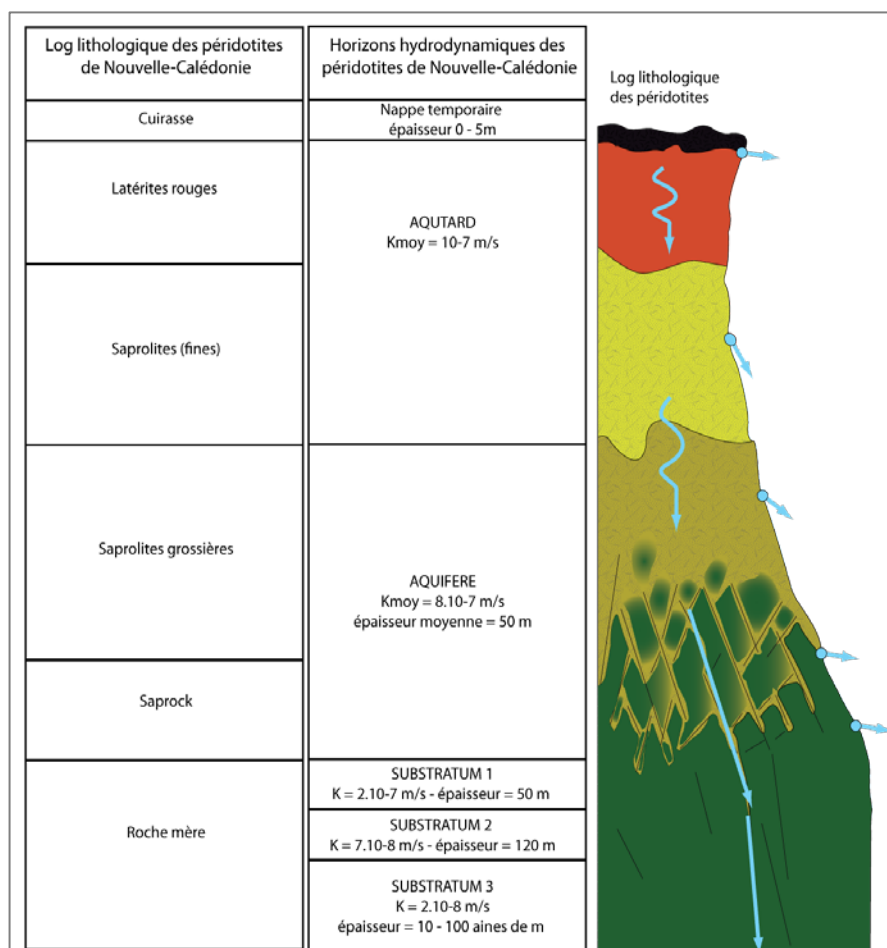 Log lithologique des péridotites
de Nouvelle-Calédonie
Horizons hydrodynamiques des
péridotites de Nouvelle-Calédonie
Log lithologique
des péridotites
Cuirasse
Nappe temporaire
épaisseur 0 - 5m
Latérites rouges
AQUTARD
Kmoy = 10-7 m/s
Saprolites (fines)
Saprolites grossières
AQUIFERE
Kmoy = 8.10-7 m/s
épaisseur moyenne = 50 m
Saprock
Roche mère
SUBSTRATUM 1
K = 2.10-7 m/s - épaisseur = 50 m
SUBSTRATUM 2
K = 7.10-8 m/s - épaisseur = 120 m
SUBSTRATUM 3
K = 2.10-8 m/s
épaisseur = 10 - 100 aines de m